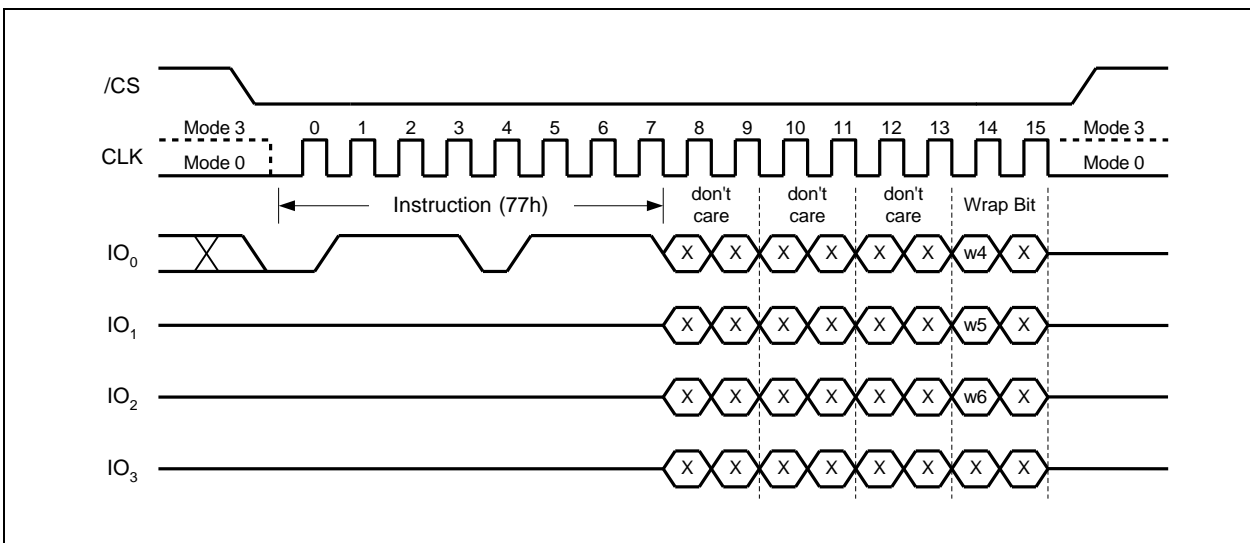 /CS
Mode 3 0 1 2 3 4 5 6 7 8 9 10 11 12 13 14 15 Mode 3
CLK Mode 0 Mode 0
Instruction (77h) don't care don't care don't care Wrap Bit
IO0 X X X X X X w4 X
IO1 X X X X X X w5 X
IO2 X X X X X X w6 X
IO3 X X X X X X X X